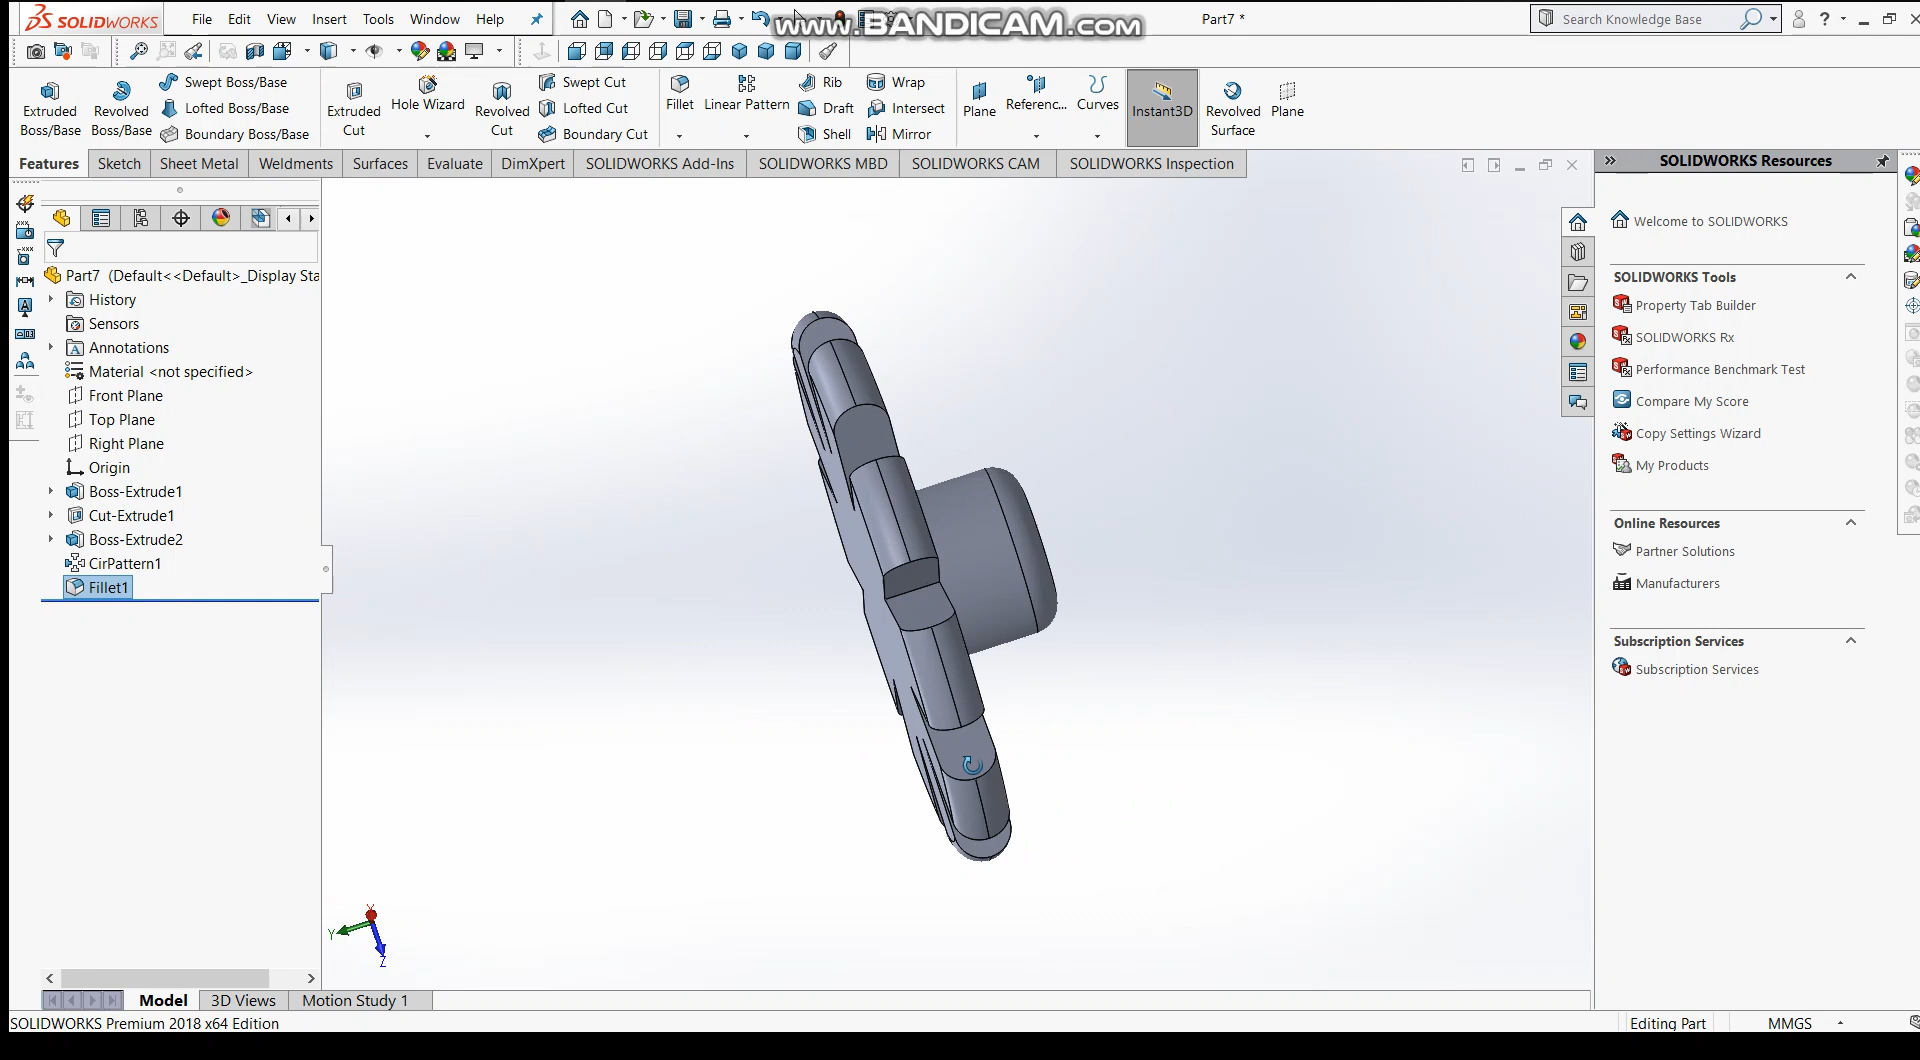 SOLIDWORKS
File Edit View Insert Tools Window Help
www.BANDICAM.com
Part7 *
Search Knowledge Base
?
Extruded Boss/Base
Revolved Boss/Base
Swept Boss/Base
Lofted Boss/Base
Boundary Boss/Base
Extruded Cut
Hole Wizard
Revolved Cut
Swept Cut
Lofted Cut
Boundary Cut
Fillet
Linear Pattern
Rib
Draft
Shell
Wrap
Intersect
Mirror
Plane
Referenc...
Curves
Instant3D
Revolved Surface
Plane
Features Sketch Sheet Metal Weldments Surfaces Evaluate DimXpert SOLIDWORKS Add-Ins SOLIDWORKS MBD SOLIDWORKS CAM SOLIDWORKS Inspection
Part7 (Default<<Default>_Display Sta
History
Sensors
Annotations
Material <not specified>
Front Plane
Top Plane
Right Plane
Origin
Boss-Extrude1
Cut-Extrude1
Boss-Extrude2
CirPattern1
Fillet1
X
Y
Z
SOLIDWORKS Resources
Welcome to SOLIDWORKS
SOLIDWORKS Tools
Property Tab Builder
SOLIDWORKS Rx
Performance Benchmark Test
Compare My Score
Copy Settings Wizard
My Products
Online Resources
Partner Solutions
Manufacturers
Subscription Services
Subscription Services
Model 3D Views Motion Study 1
SOLIDWORKS Premium 2018 x64 Edition
Editing Part
MMGS